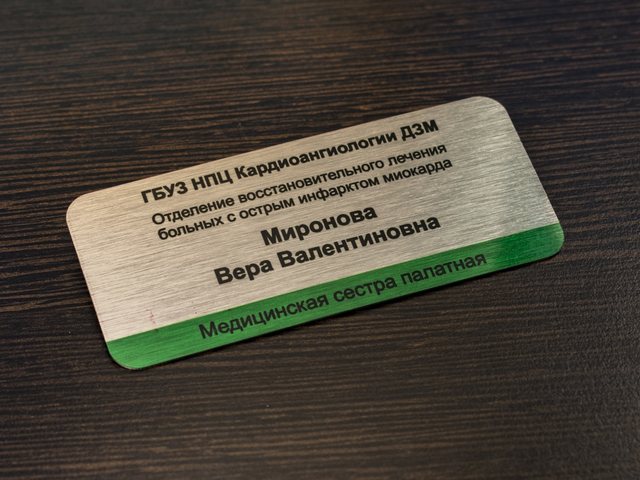 ГБУЗ НПЦ Кардиоангиологии ДЗМ
Отделение восстановительного лечения
больных с острым инфарктом миокарда
Миронова
Вера Валентиновна
Медицинская сестра палатная